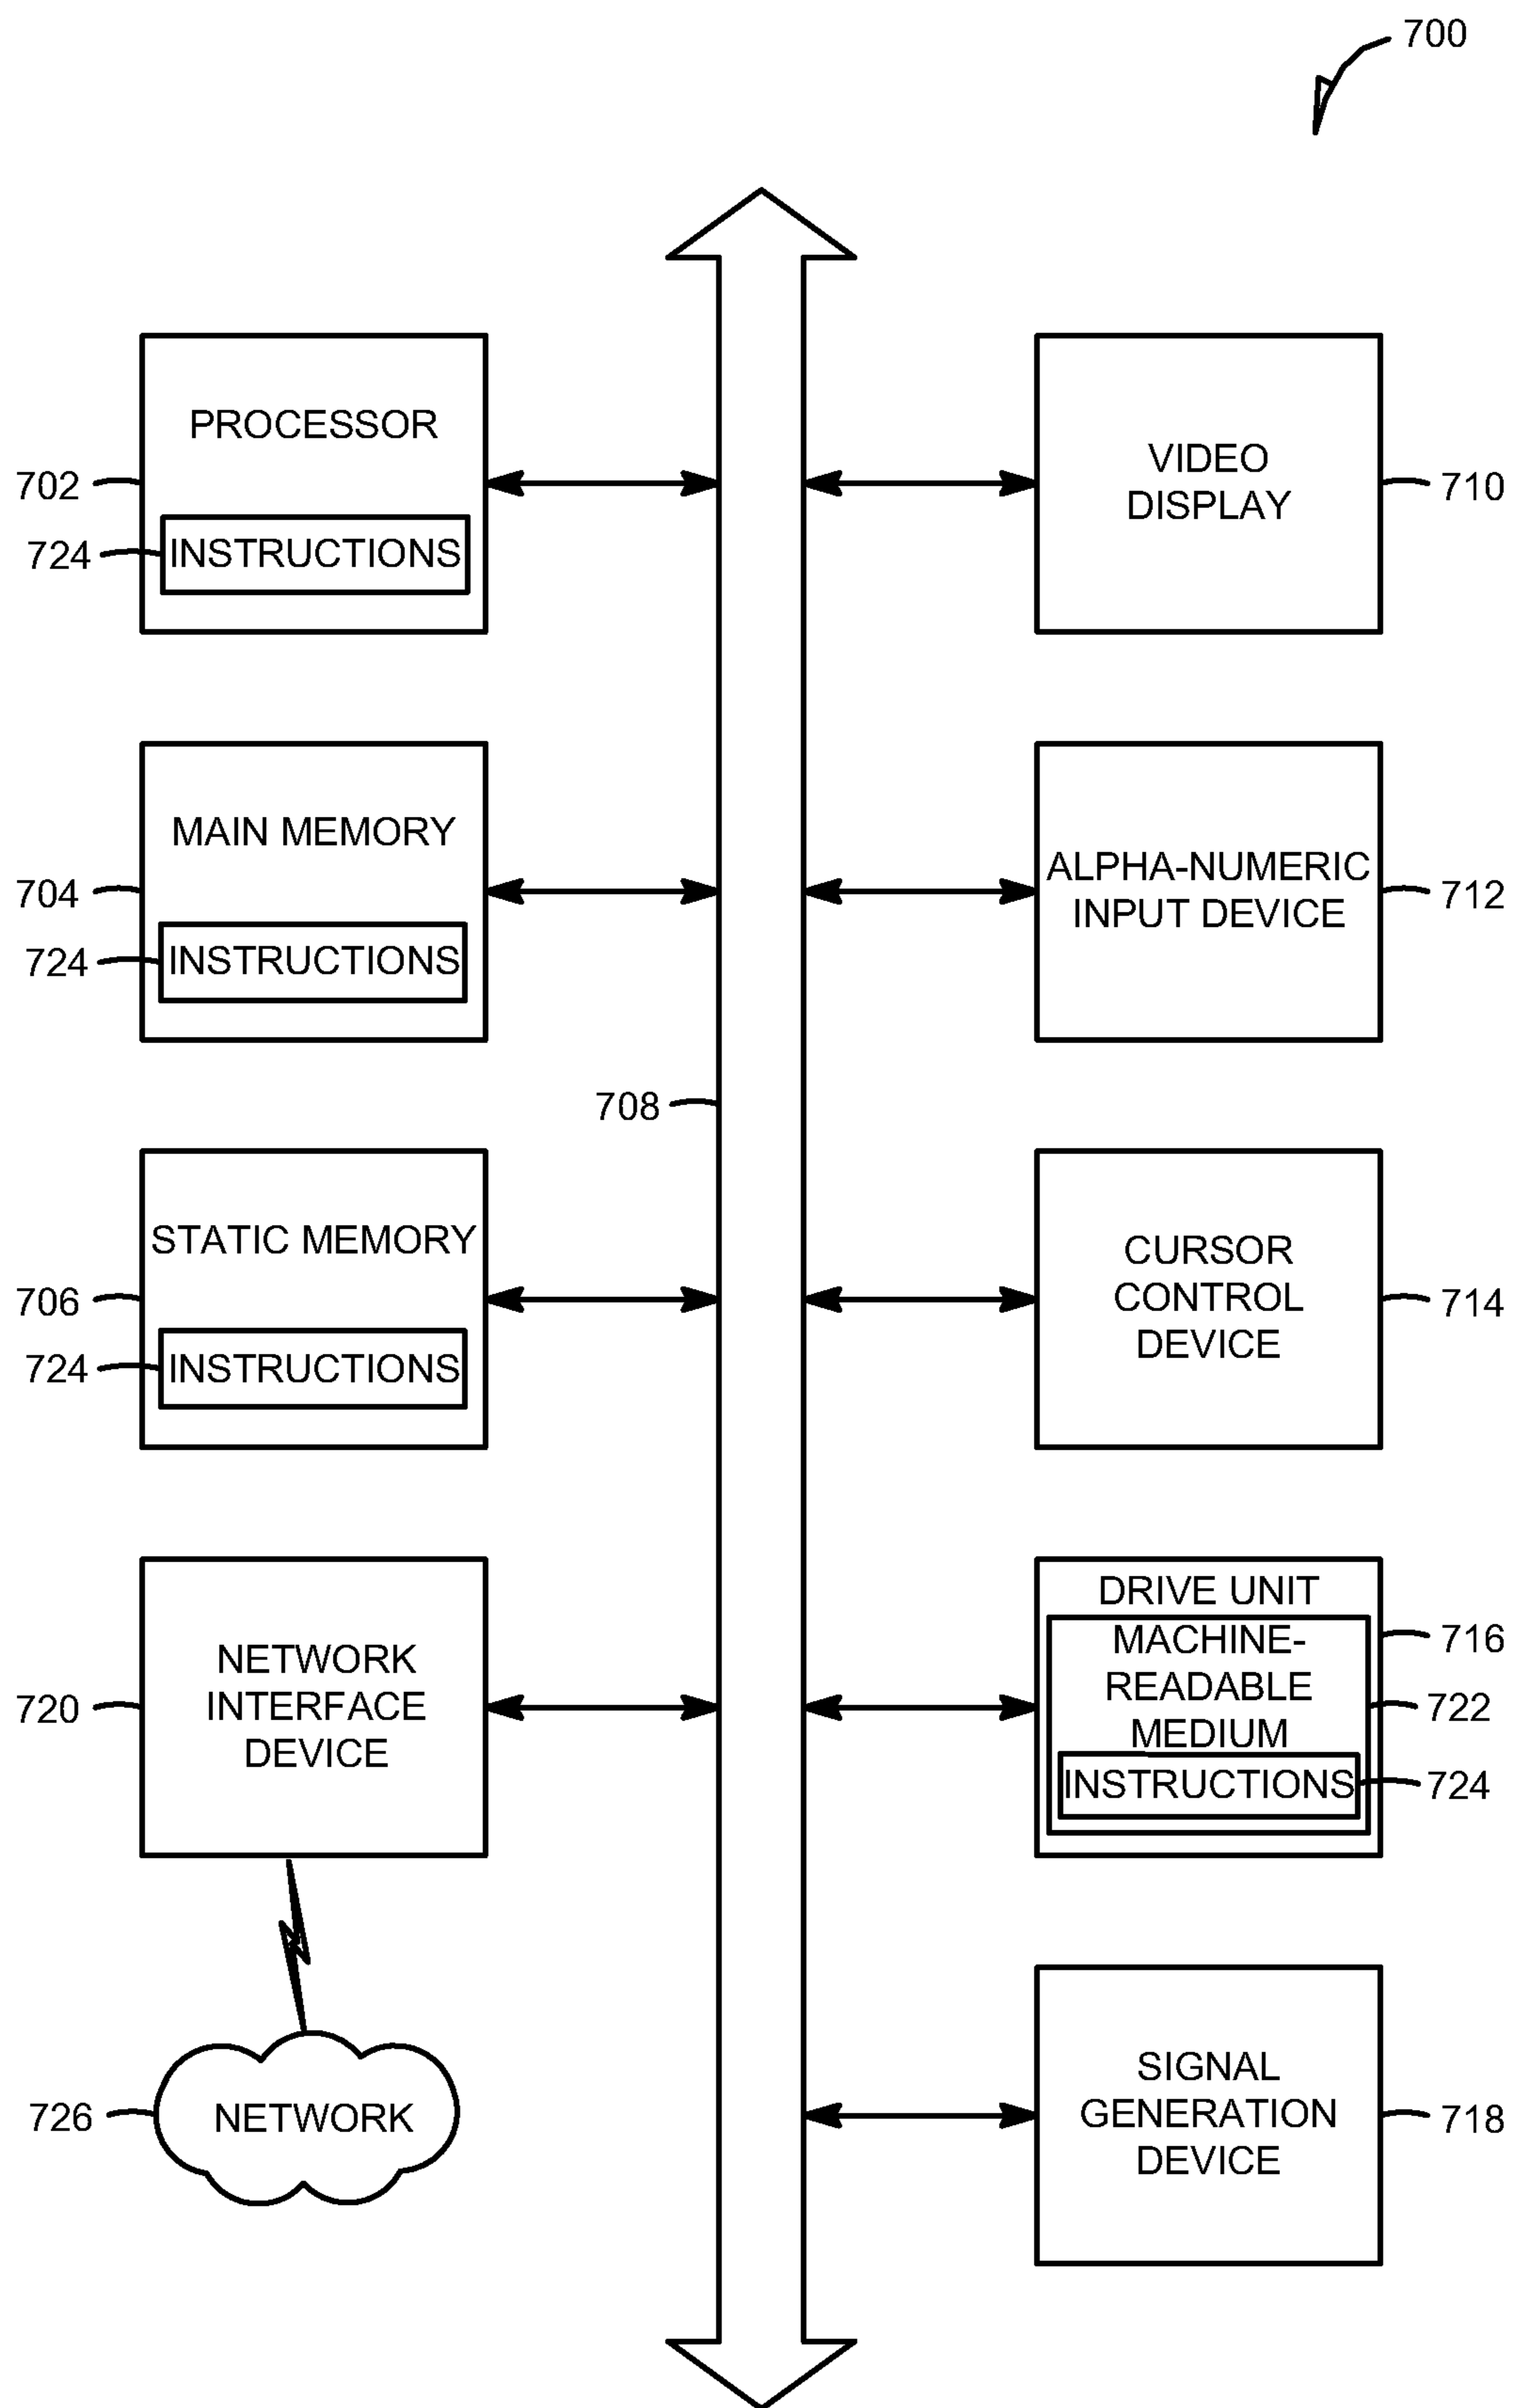 700
PROCESSOR
702
724
INSTRUCTIONS
VIDEO
DISPLAY
710
MAIN MEMORY
704
724
INSTRUCTIONS
ALPHA-NUMERIC
INPUT DEVICE
712
708
STATIC MEMORY
706
724
INSTRUCTIONS
CURSOR
CONTROL
DEVICE
714
NETWORK
INTERFACE
DEVICE
720
DRIVE UNIT
716
MACHINE-
READABLE
MEDIUM
722
INSTRUCTIONS
724
726
NETWORK
SIGNAL
GENERATION
DEVICE
718